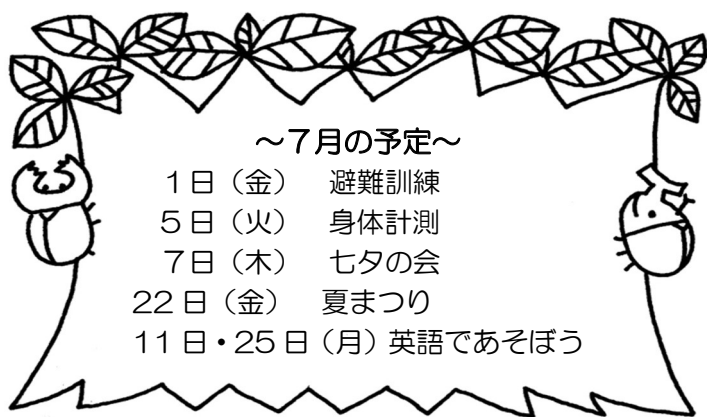 ～７月の予定～
１日（金）　避難訓練
５日（火）　身体計測
７日（木）　七夕の会
２２日（金）　夏まつり
１１日・２５日（月）英語であそぼう